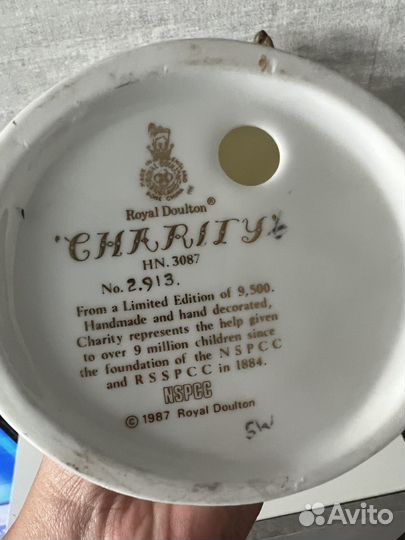 Royal Doulton®
'CHARITY'
HN. 3087
No. 2.913.
From a Limited Edition of 9,500.
Handmade and hand decorated,
Charity represents the help given
to over 9 million children since
the foundation of the NSPCC
and RSSPCC in 1884.
NSPCC
© 1987 Royal Doulton
SW
Avito